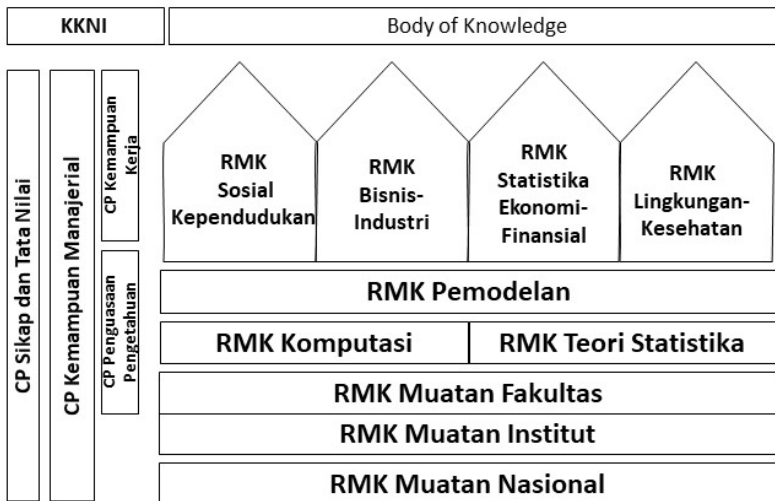 KKNI
Body of Knowledge
CP Sikap dan Tata Nilai
CP Kemampuan Manajerial
CP Kemampuan
Kerja
CP Penguasaan
Pengetahuan
RMK
Sosial
Kependudukan
RMK
Bisnis-
Industri
RMK
Statistika
Ekonomi-
Finansial
RMK
Lingkungan-
Kesehatan
RMK Pemodelan
RMK Komputasi
RMK Teori Statistika
RMK Muatan Fakultas
RMK Muatan Institut
RMK Muatan Nasional